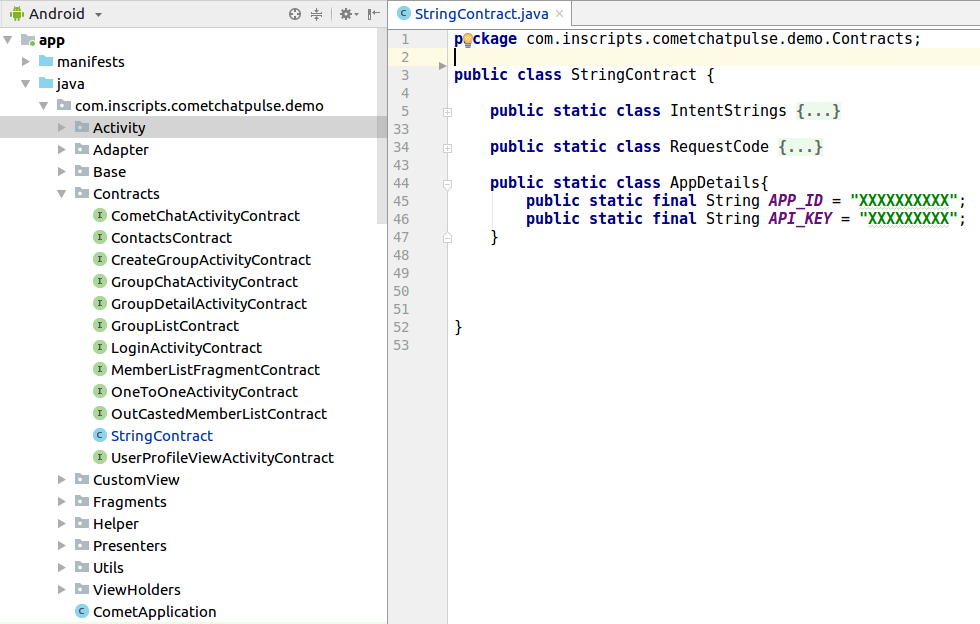 Android
app
manifests
java
com.inscripts.cometchatpulse.demo
Activity
Adapter
Base
Contracts
I CometChatActivityContract
I ContactsContract
I CreateGroupActivityContract
I GroupChatActivityContract
I GroupDetailActivityContract
I GroupListContract
I LoginActivityContract
I MemberListFragmentContract
I OneToOneActivityContract
I OutCastedMemberListContract
C StringContract
I UserProfileViewActivityContract
CustomView
Fragments
Helper
Presenters
Utils
ViewHolders
C CometApplication
C StringContract.java ×
1 package com.inscripts.cometchatpulse.demo.Contracts;
2
3 public class StringContract {
4
5 public static class IntentStrings {...}
33
34 public static class RequestCode {...}
43
44 public static class AppDetails{
45 public static final String APP_ID = "XXXXXXXXXX";
46 public static final String API_KEY = "XXXXXXXXX";
47 }
48
49
50
51
52 }
53